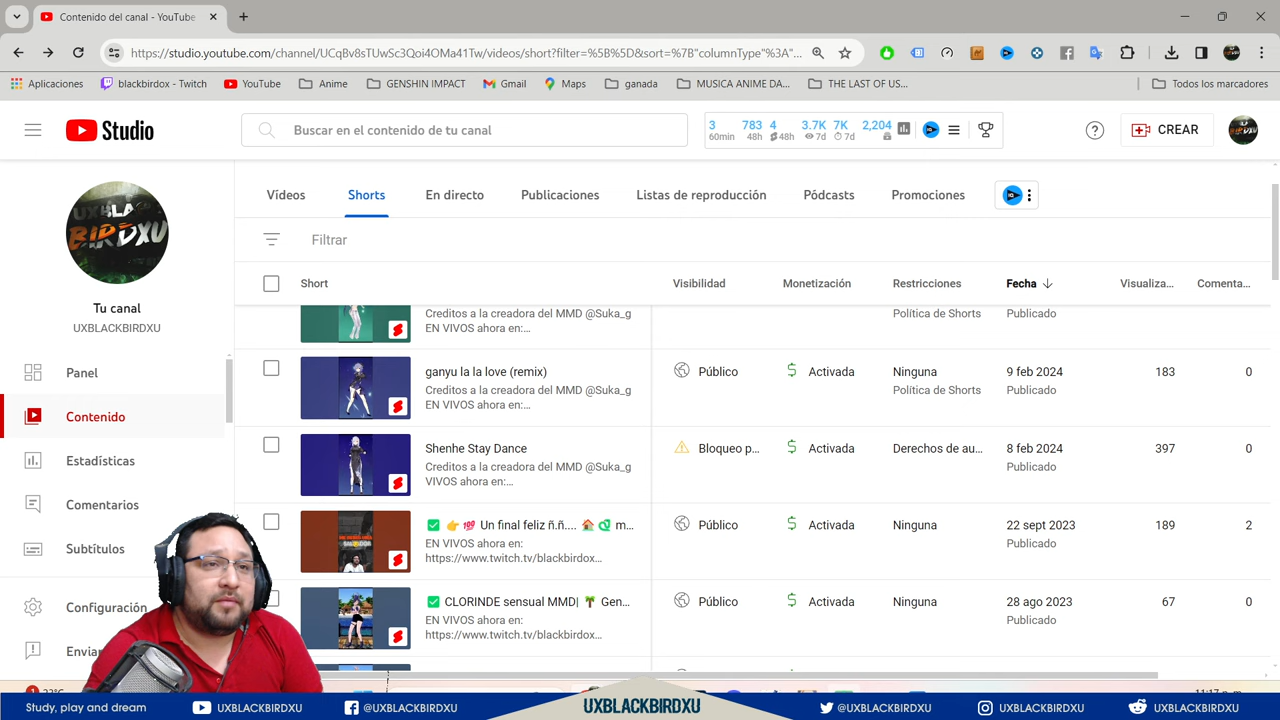 Contenido del canal - YouTube
https://studio.youtube.com/channel/UCqBv8sTUwSc3Qoi4OMa41Tw/videos/short?filter=%5B%5D&sort=%7B"columnType"%3A"...
Aplicaciones blackbirdox - Twitch YouTube Anime GENSHIN IMPACT Gmail Maps ganada MUSICA ANIME DA... THE LAST OF US... Todos los marcadores
Studio
Buscar en el contenido de tu canal
3 783 4 3.7K 7K 2,204
60min 48h 48h 7d 7d
CREAR
UXBLAC
BIRDXU
Tu canal
UXBLACKBIRDXU
Panel
Contenido
Estadísticas
Comentarios
Subtítulos
Configuración
Enviar
Vídeos Shorts En directo Publicaciones Listas de reproducción Pódcasts Promociones
Filtrar
Short Visibilidad Monetización Restricciones Fecha Visualiza... Comenta...
Creditos a la creadora del MMD @Suka_g Política de Shorts Publicado
EN VIVOS ahora en:...
ganyu la la love (remix) Público Activada Ninguna 9 feb 2024 183 0
Creditos a la creadora del MMD @Suka_g Política de Shorts Publicado
EN VIVOS ahora en:...
Shenhe Stay Dance Bloqueo p... Activada Derechos de au... 8 feb 2024 397 0
Creditos a la creadora del MMD @Suka_g Publicado
EN VIVOS ahora en:...
✅ 👉 💯 Un final feliz ñ.ñ.... 🏠 m... Público Activada Ninguna 22 sept 2023 189 2
EN VIVOS ahora en: Publicado
https://www.twitch.tv/blackbirdox...
✅ CLORINDE sensual MMD| 🌴 Gen... Público Activada Ninguna 28 ago 2023 67 0
EN VIVOS ahora en: Publicado
https://www.twitch.tv/blackbirdox...
Study, play and dream UXBLACKBIRDXU @UXBLACKBIRDXU UXBLACKBIRDXU @UXBLACKBIRDXU UXBLACKBIRDXU UXBLACKBIRDXU